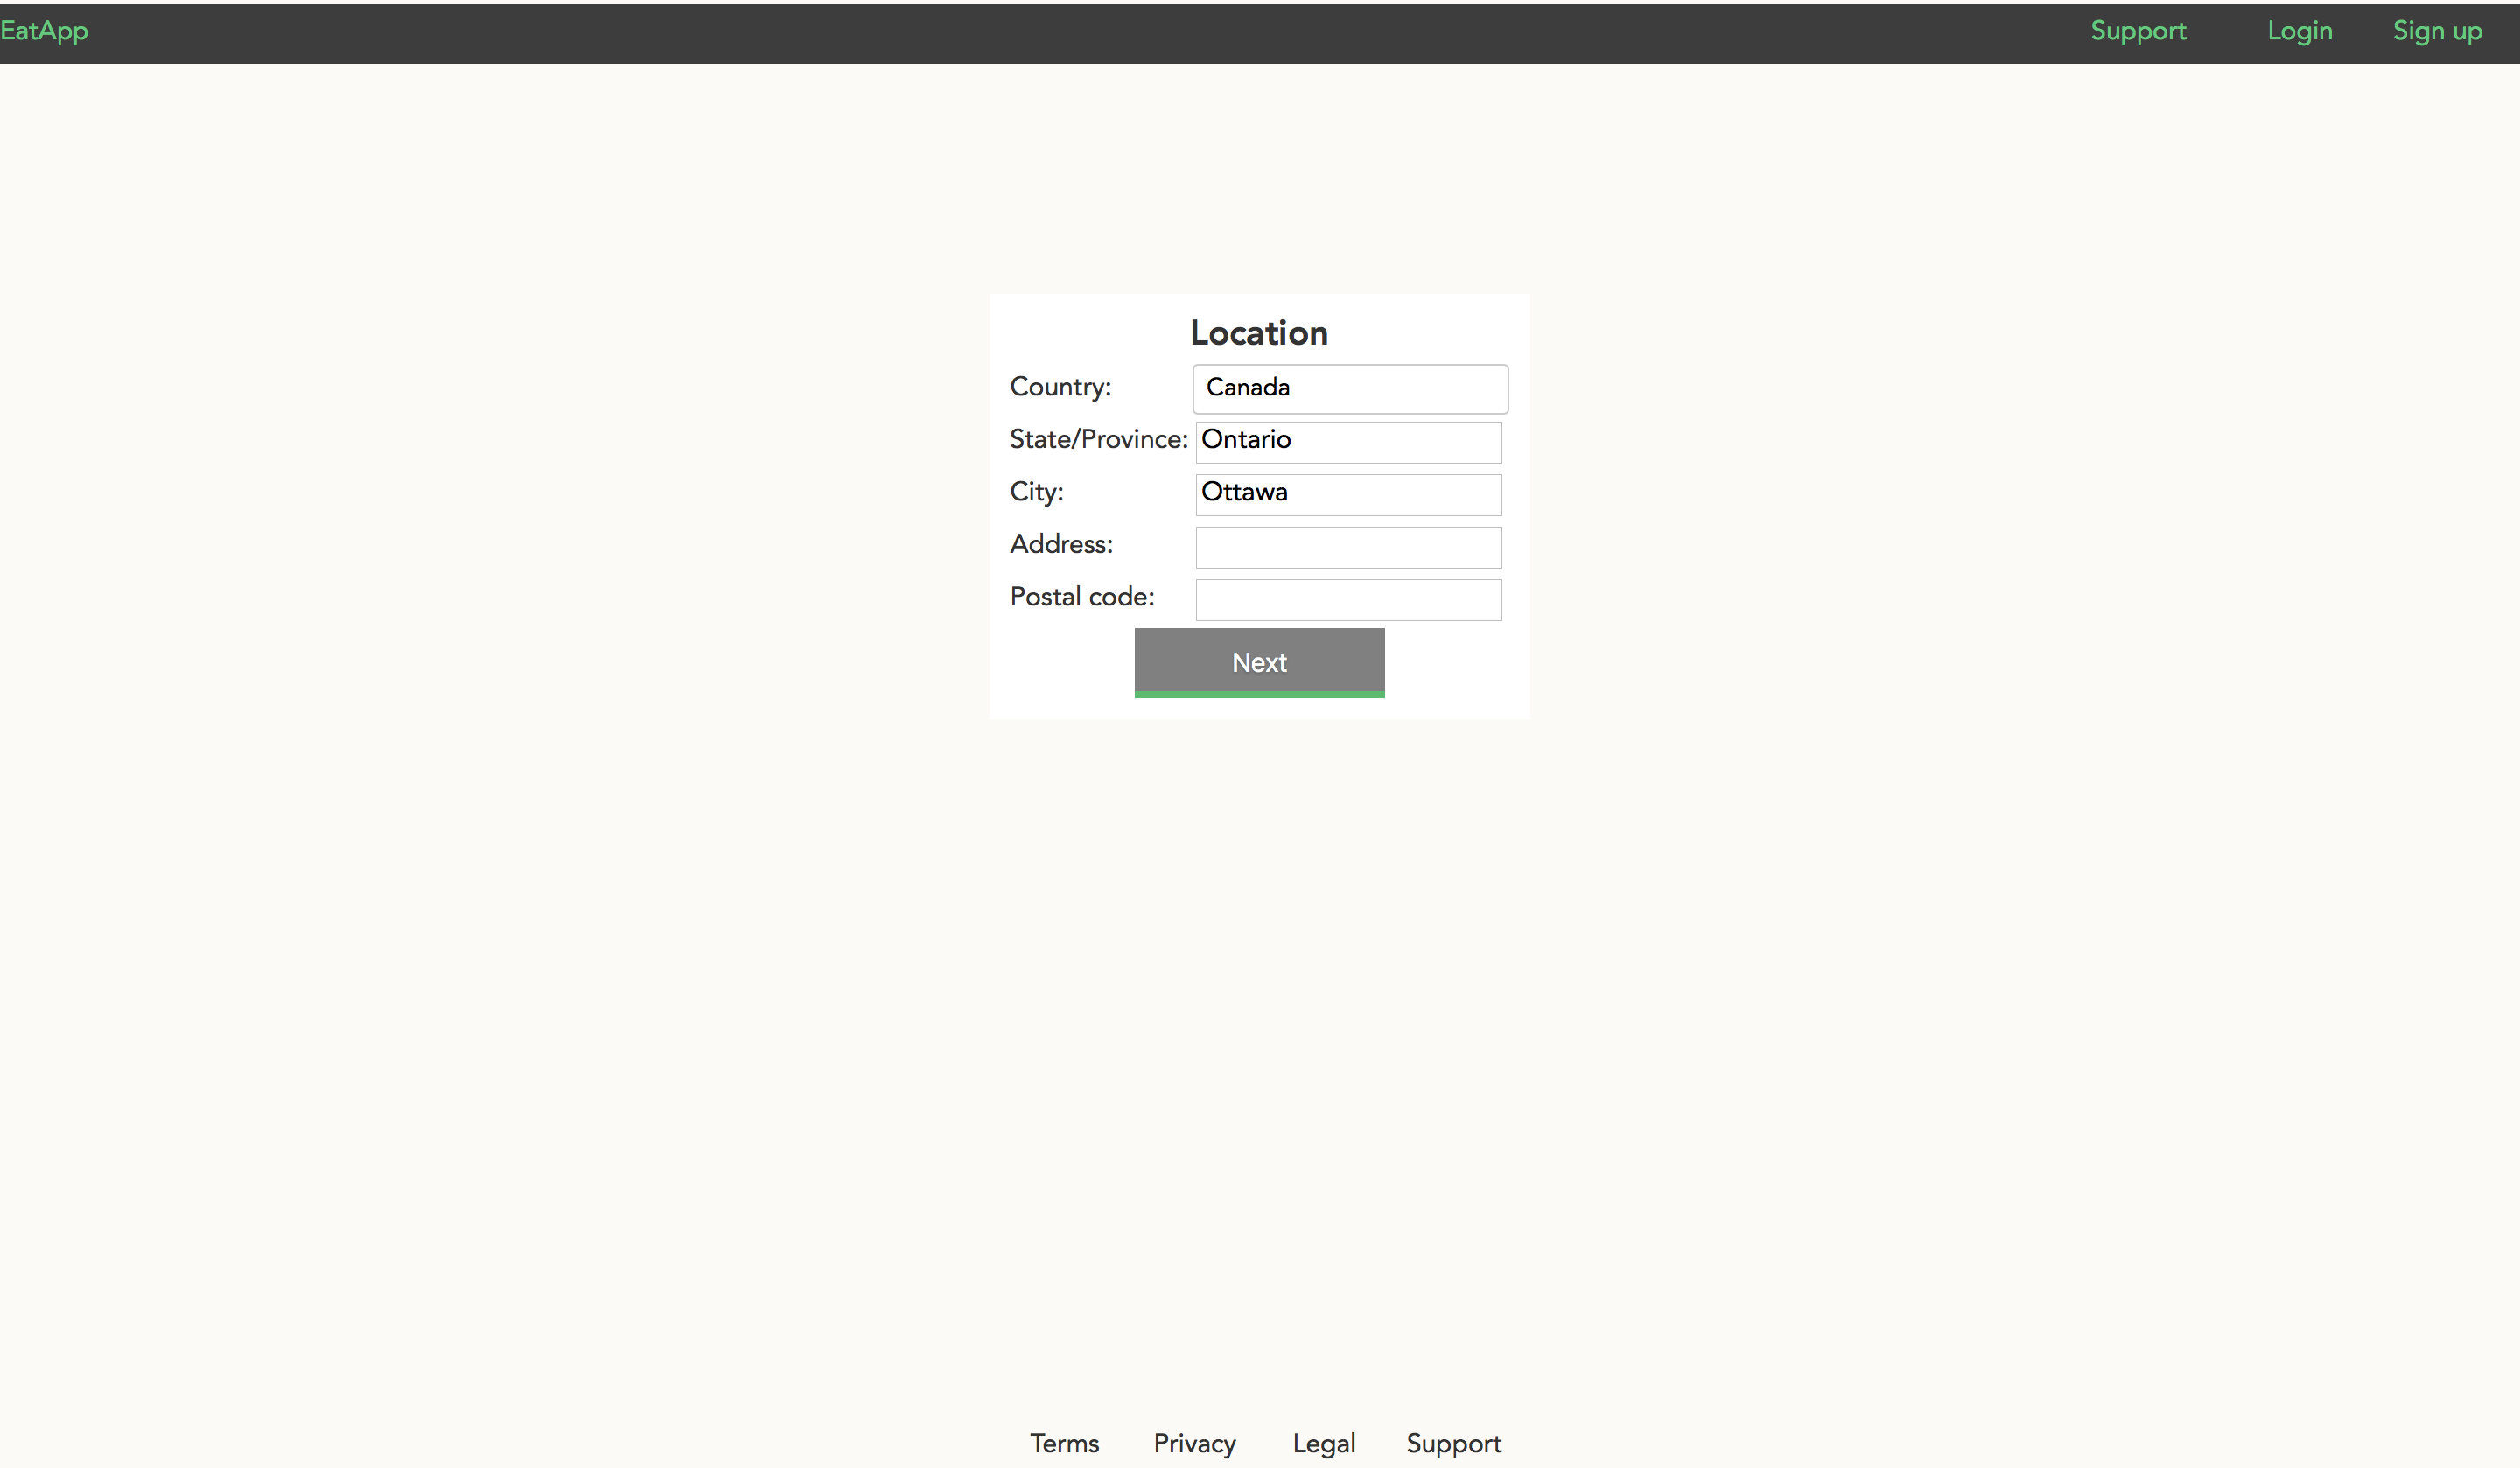 EatApp Support Login Sign up
Location
Country: Canada
State/Province: Ontario
City: Ottawa
Address:
Postal code:
Next
Terms Privacy Legal Support